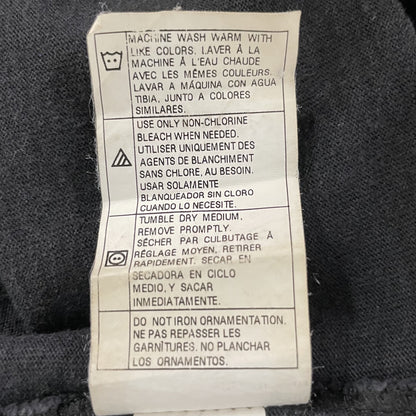 MACHINE WASH WARM WITH
LIKE COLORS. LAVER À LA
MACHINE À L'EAU CHAUDE
AVEC LES MÊMES COULEURS.
LAVAR A MÁQUINA CON AGUA
TIBIA, JUNTO A COLORES
SIMILARES.
USE ONLY NON-CHLORINE
BLEACH WHEN NEEDED.
UTILISER UNIQUEMENT DES
AGENTS DE BLANCHIMENT
SANS CHLORE, AU BESOIN.
USAR SOLAMENTE
BLANQUEADOR SIN CLORO
CUANDO LO NECESITE.
TUMBLE DRY MEDIUM.
REMOVE PROMPTLY.
SÉCHER PAR CULBUTAGE À
RÉGLAGE MOYEN, RETIRER
RAPIDEMENT. SECAR EN
SECADORA EN CICLO
MEDIO, Y SACAR
INMEDIATAMENTE.
DO NOT IRON ORNAMENTATION.
NE PAS REPASSER LES
GARNITURES. NO PLANCHAR
LOS ORNAMENTOS.